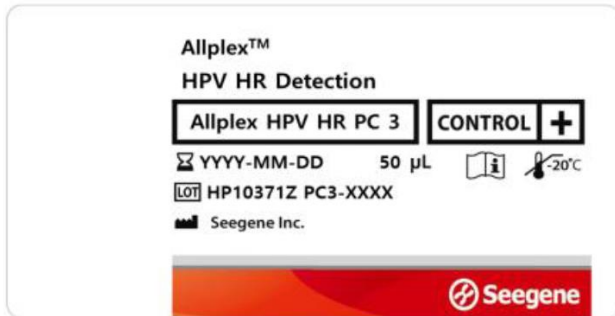 Allplex™
HPV HR Detection
Allplex HPV HR PC 3 CONTROL +
YYYY-MM-DD 50 μL -20°C
LOT HP10371Z PC3-XXXX
Seegene Inc.
Seegene